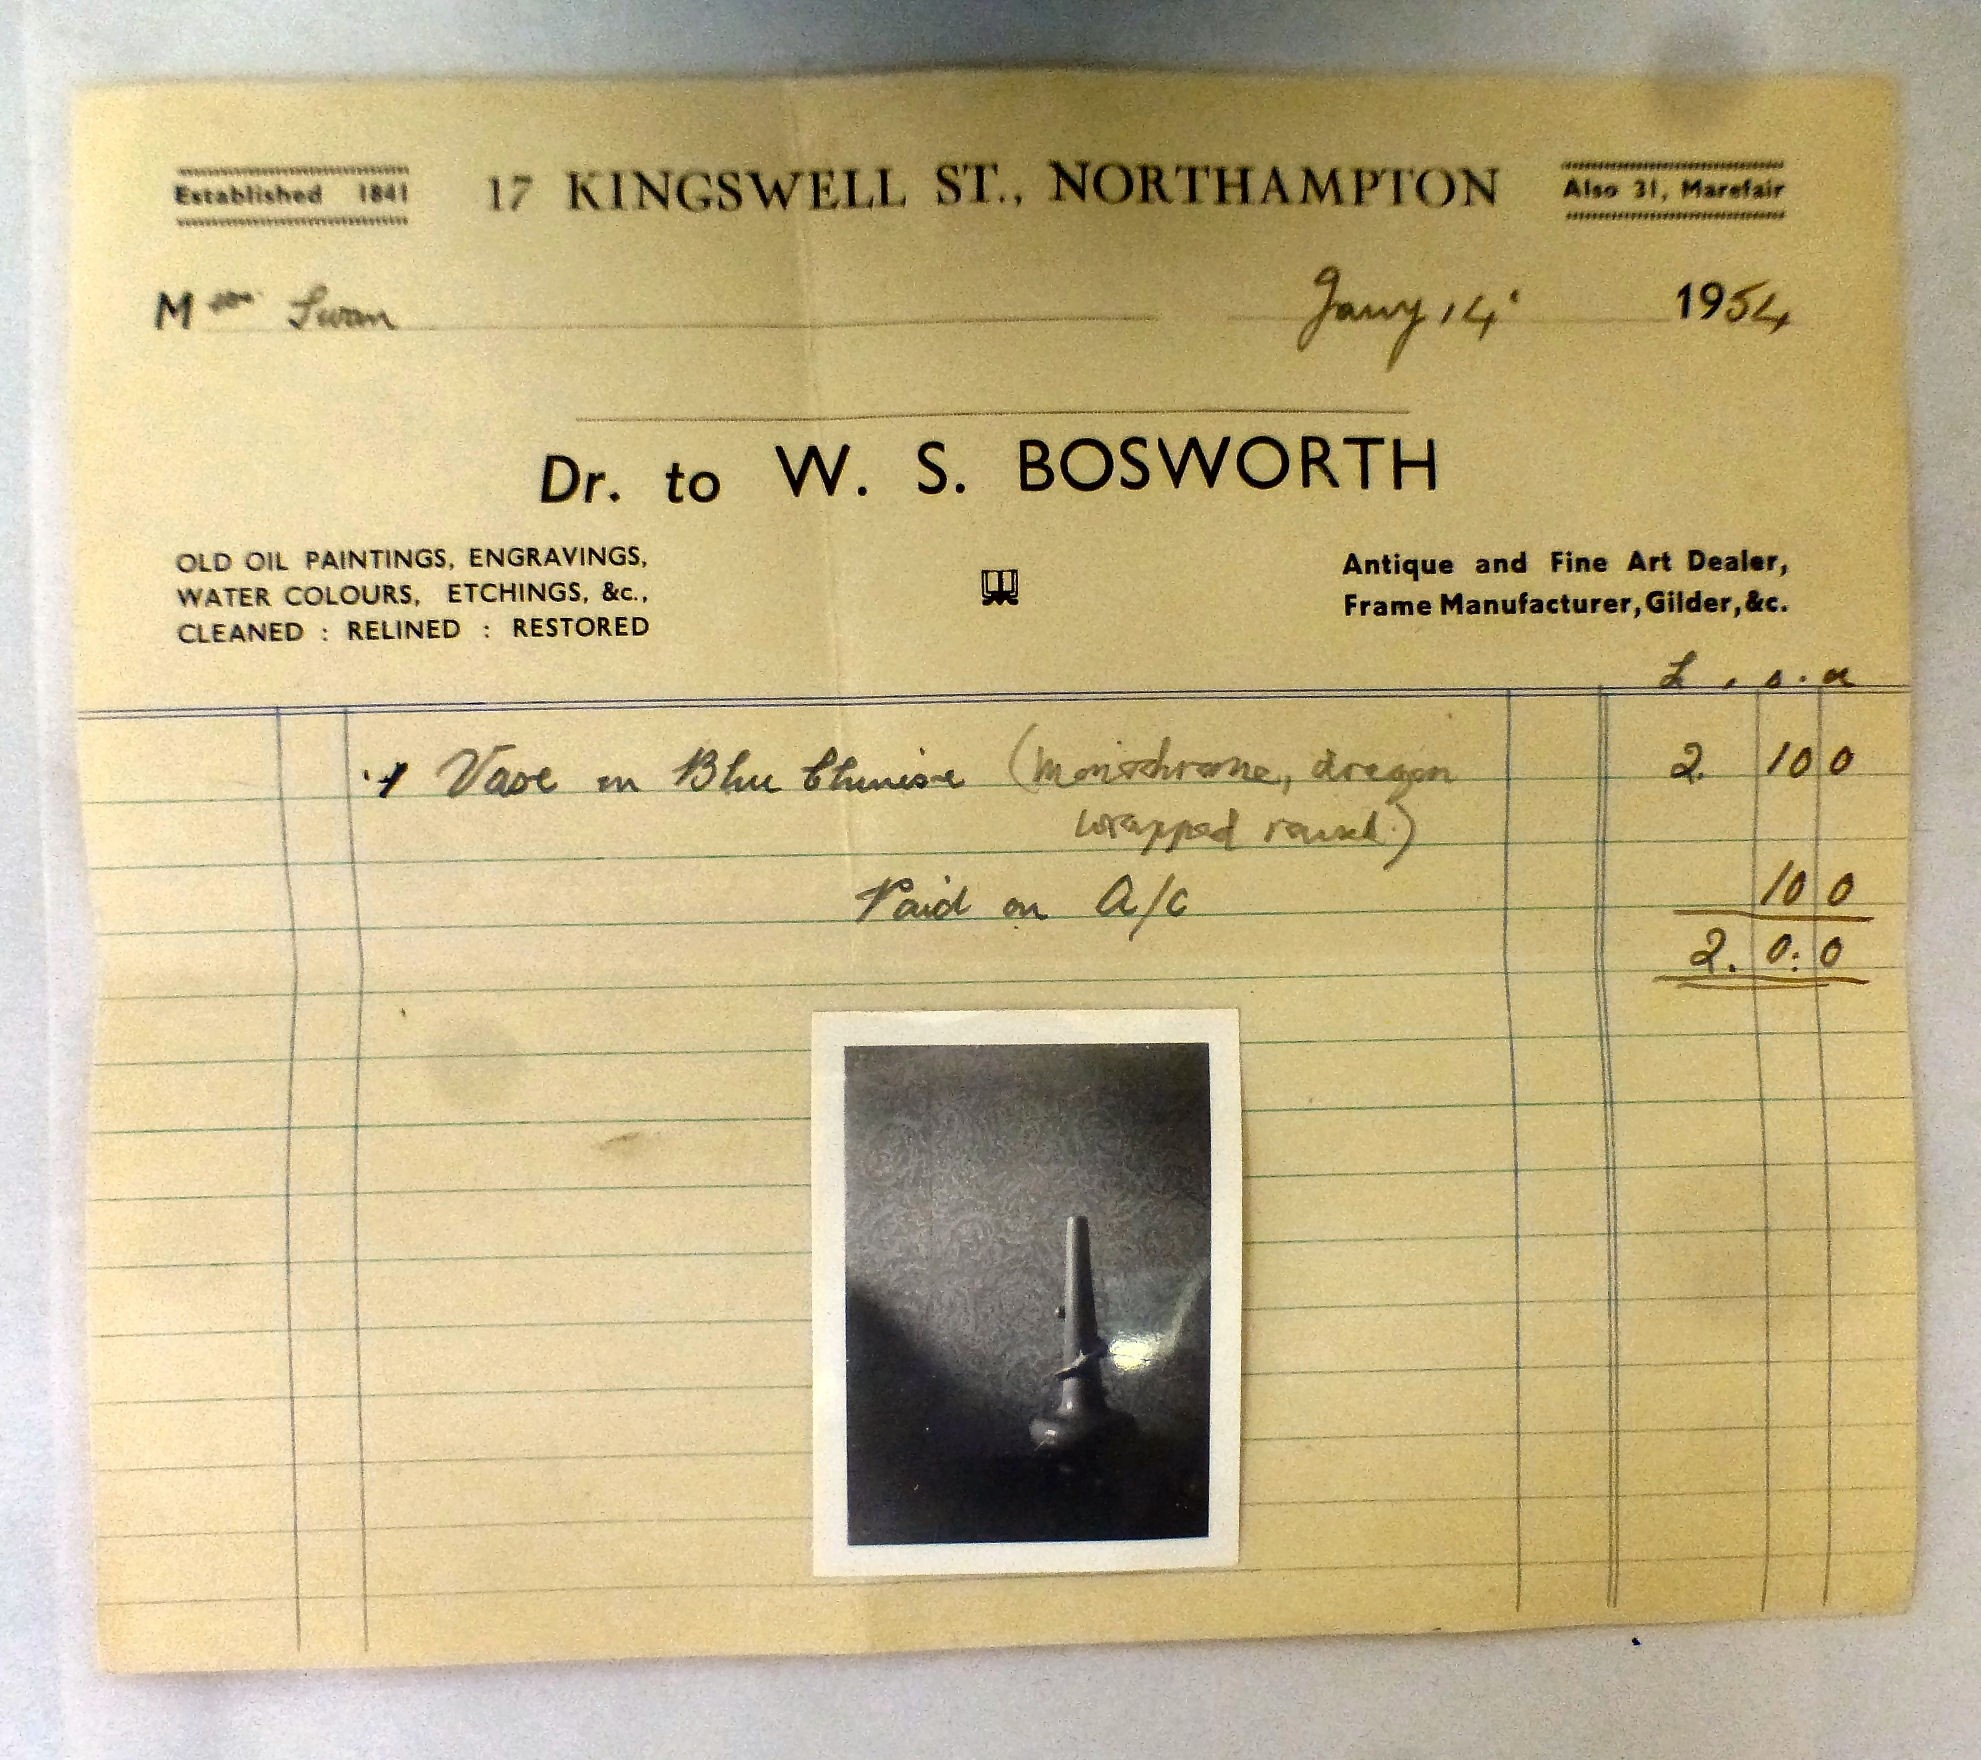 Established 1841
17 KINGSWELL ST., NORTHAMPTON
Also 31, Marefair
M Swan
Jany 14 1954
Dr. to W. S. BOSWORTH
OLD OIL PAINTINGS, ENGRAVINGS,
WATER COLOURS, ETCHINGS, &c.,
CLEANED : RELINED : RESTORED
Antique and Fine Art Dealer,
Frame Manufacturer, Gilder, &c.
£ . s . d
1 Vase in Blue Chinese (Monochrome, dragon 2. 10 0
wrapped round.)
Paid on A/C 10 0
2. 0: 0